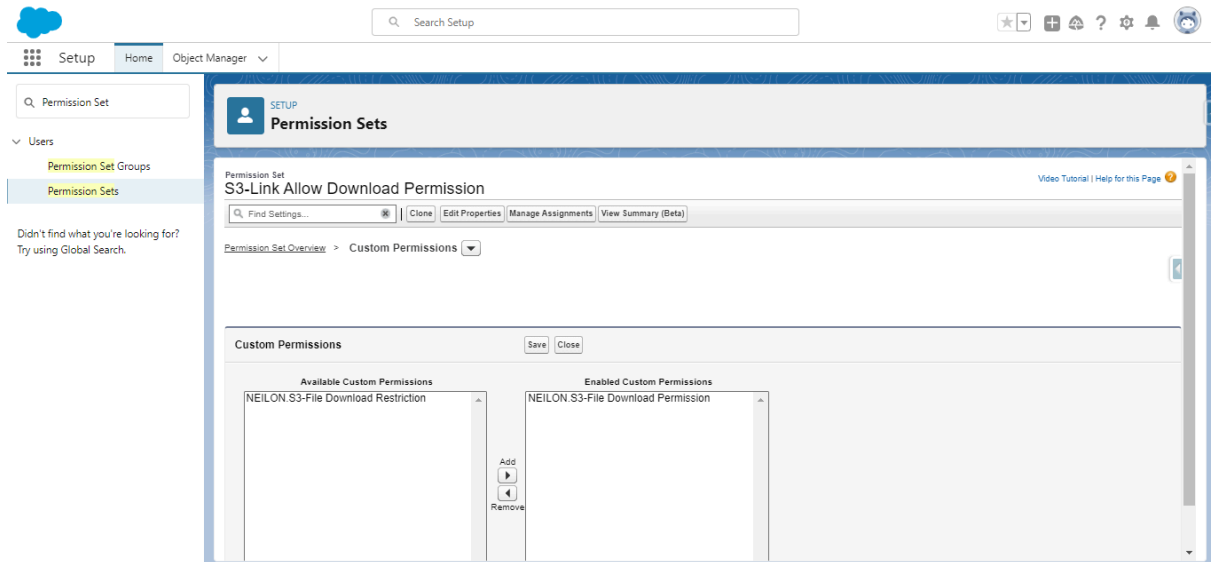 Search Setup
Setup
Home
Object Manager
Permission Set
Users
Permission Set Groups
Permission Sets
Didn't find what you're looking for?
Try using Global Search.
SETUP
Permission Sets
Permission Set
S3-Link Allow Download Permission
Video Tutorial | Help for this Page
Find Settings...
Clone
Edit Properties
Manage Assignments
View Summary (Beta)
Permission Set Overview > Custom Permissions
Custom Permissions
Save
Close
Available Custom Permissions
NEILON.S3-File Download Restriction
Add
Remove
Enabled Custom Permissions
NEILON.S3-File Download Permission